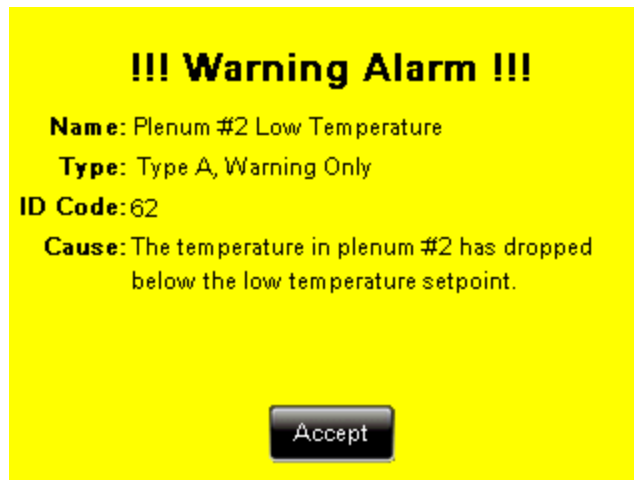 !!! Warning Alarm !!!
Name: Plenum #2 Low Temperature
Type: Type A, Warning Only
ID Code: 62
Cause: The temperature in plenum #2 has dropped
below the low temperature setpoint.
Accept